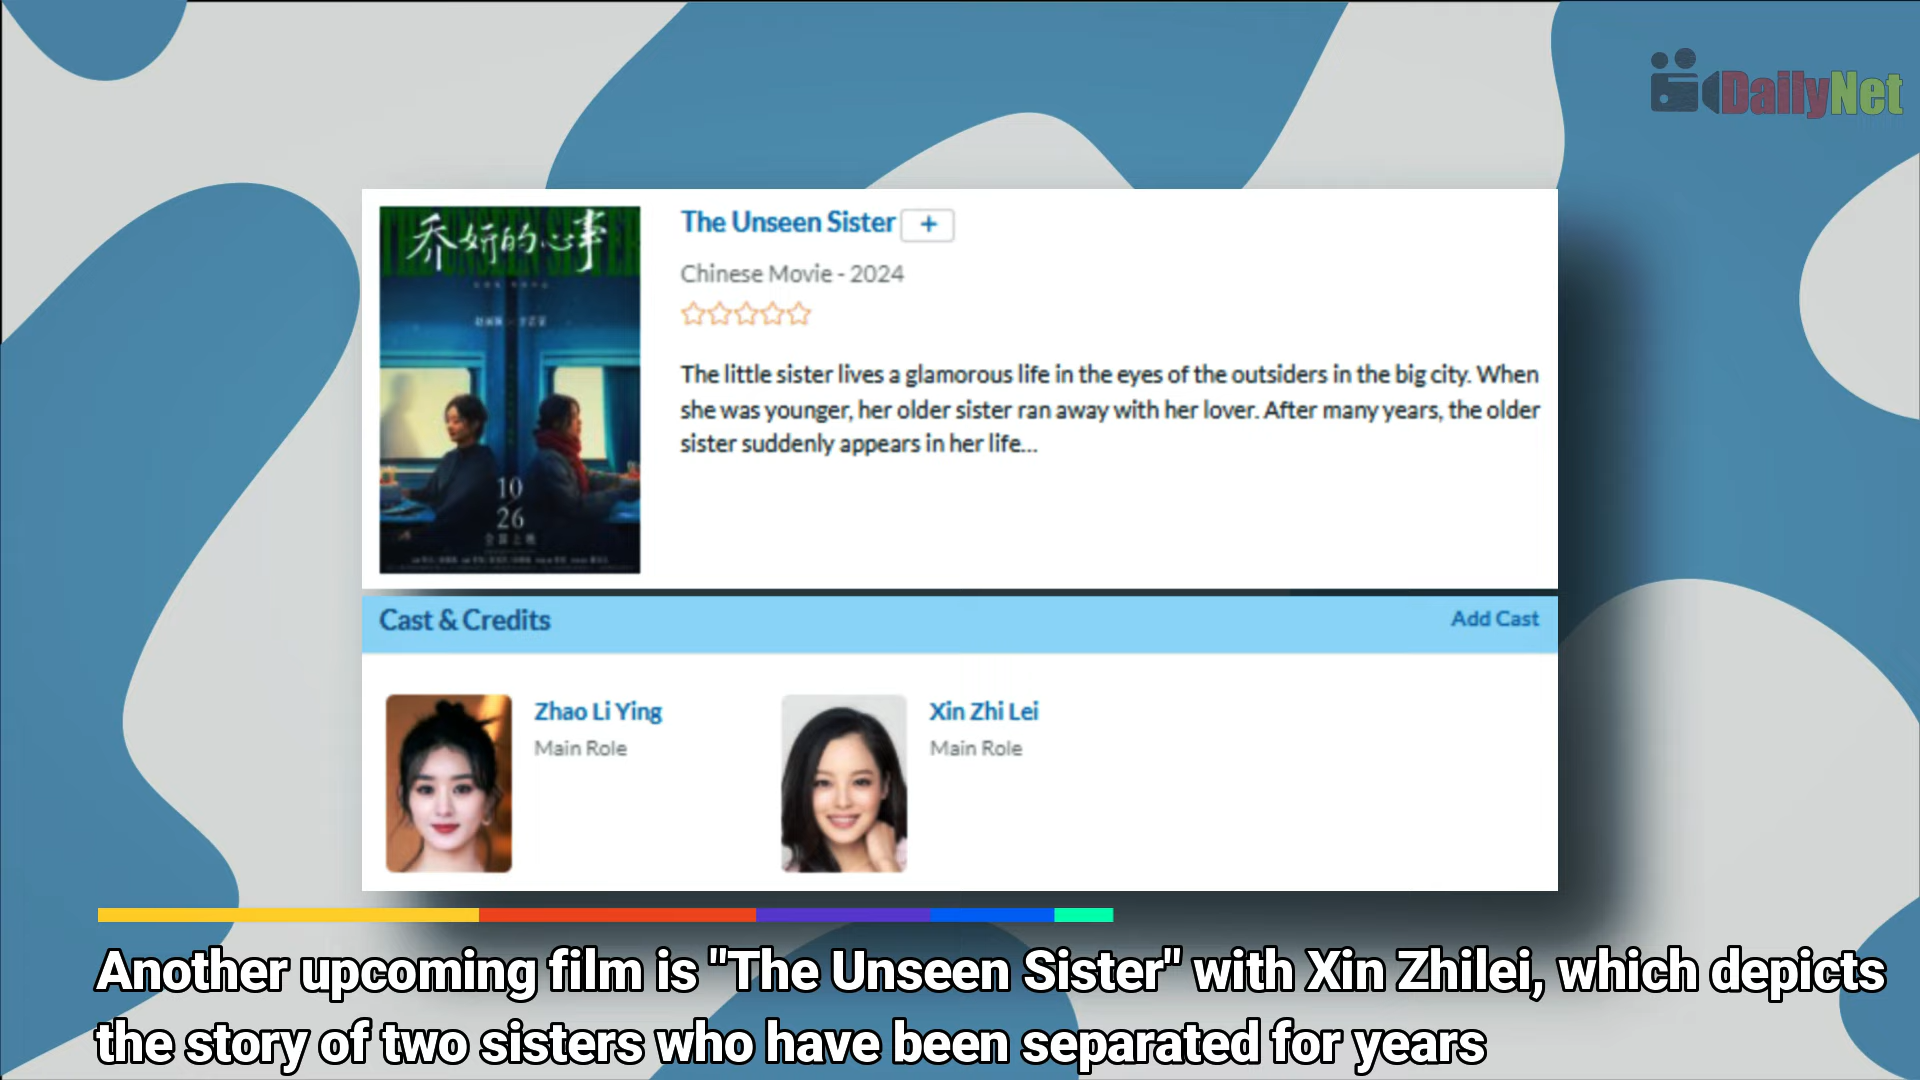 DailyNet
乔妍的心事
THE UNSEEN SISTER
10
26
The Unseen Sister +
Chinese Movie - 2024
The little sister lives a glamorous life in the eyes of the outsiders in the big city. When
she was younger, her older sister ran away with her lover. After many years, the older
sister suddenly appears in her life...
Cast & Credits
Add Cast
Zhao Li Ying
Main Role
Xin Zhi Lei
Main Role
Another upcoming film is "The Unseen Sister" with Xin Zhilei, which depicts
the story of two sisters who have been separated for years